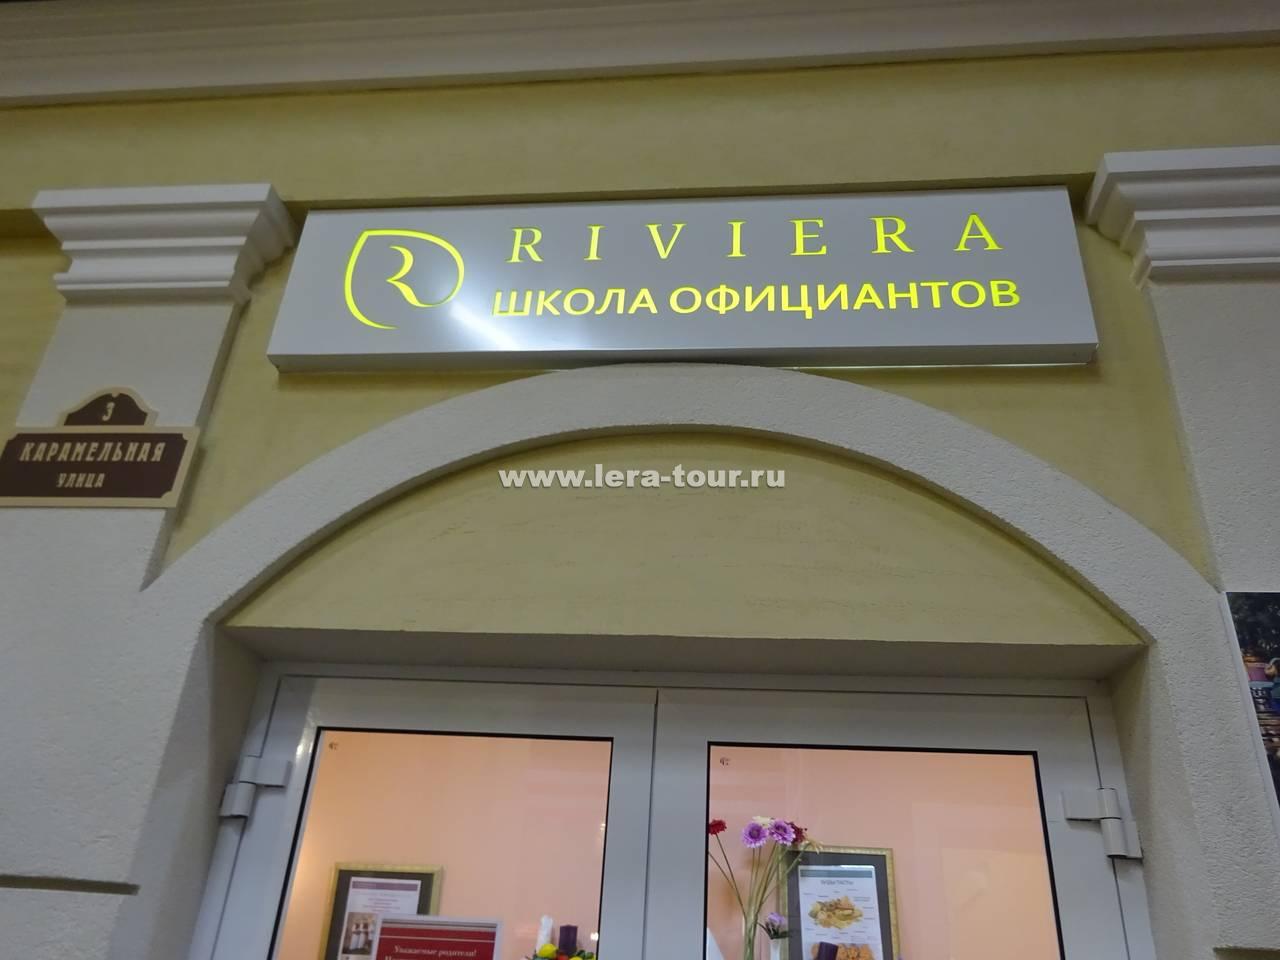 R RIVIERA
ШКОЛА ОФИЦИАНТОВ
3
КАРАМЕЛЬНАЯ
УЛИЦА
www.lera-tour.ru
Уважаемые родители!